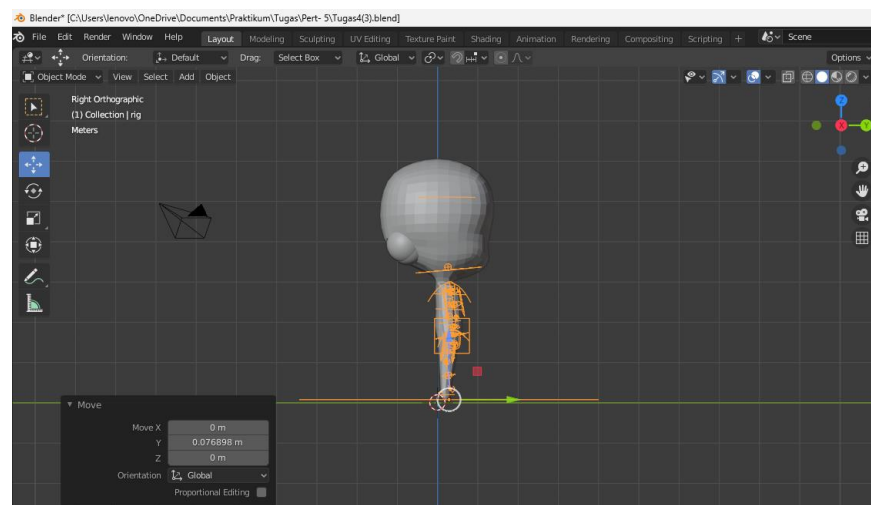 Blender* [C:\Users\lenovo\OneDrive\Documents\Praktikum\Tugas\Pert- 5\Tugas4(3).blend]
File Edit Render Window Help Layout Modeling Sculpting UV Editing Texture Paint Shading Animation Rendering Compositing Scripting + Scene
Orientation: Default Drag: Select Box Global Options
Object Mode View Select Add Object
Right Orthographic
(1) Collection | rig
Meters
Z
X
Y
Move
Move X 0 m
Y 0.076898 m
Z 0 m
Orientation Global
Proportional Editing